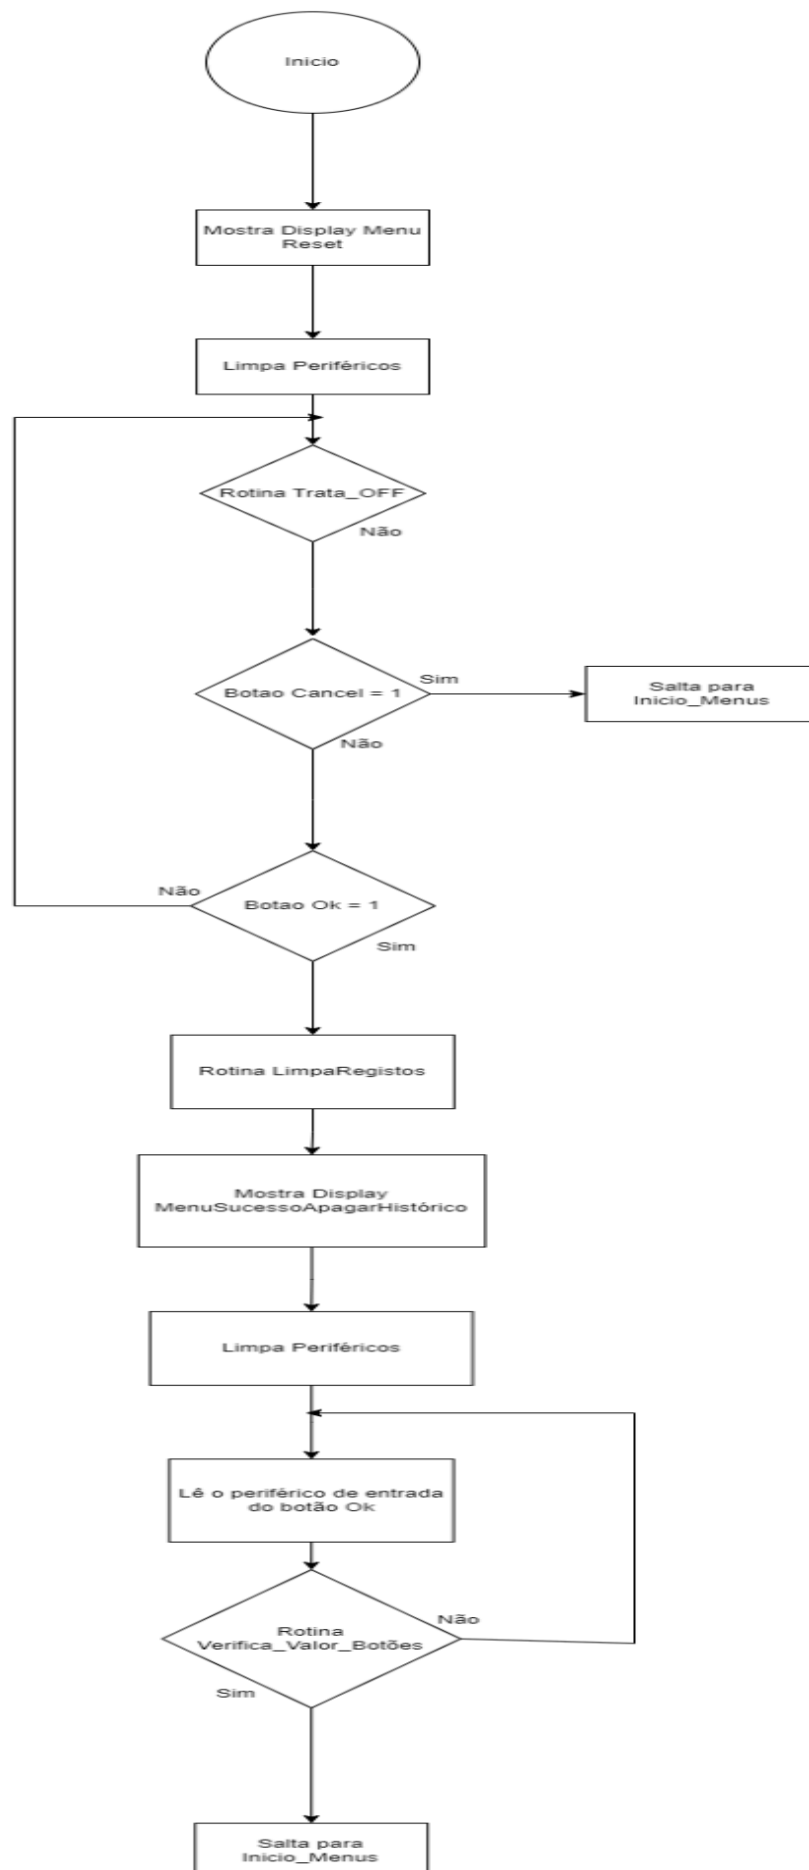 Inicio
Mostra Display Menu
Reset
Limpa Periféricos
Rotina Trata_OFF
Não
Botao Cancel = 1
Sim
Salta para
Inicio_Menus
Não
Não
Botao Ok = 1
Sim
Rotina LimpaRegistos
Mostra Display
MenuSucessoApagarHistórico
Limpa Periféricos
Lê o periférico de entrada
do botão Ok
Rotina
Verifica_Valor_Botões
Não
Sim
Salta para
Inicio_Menus